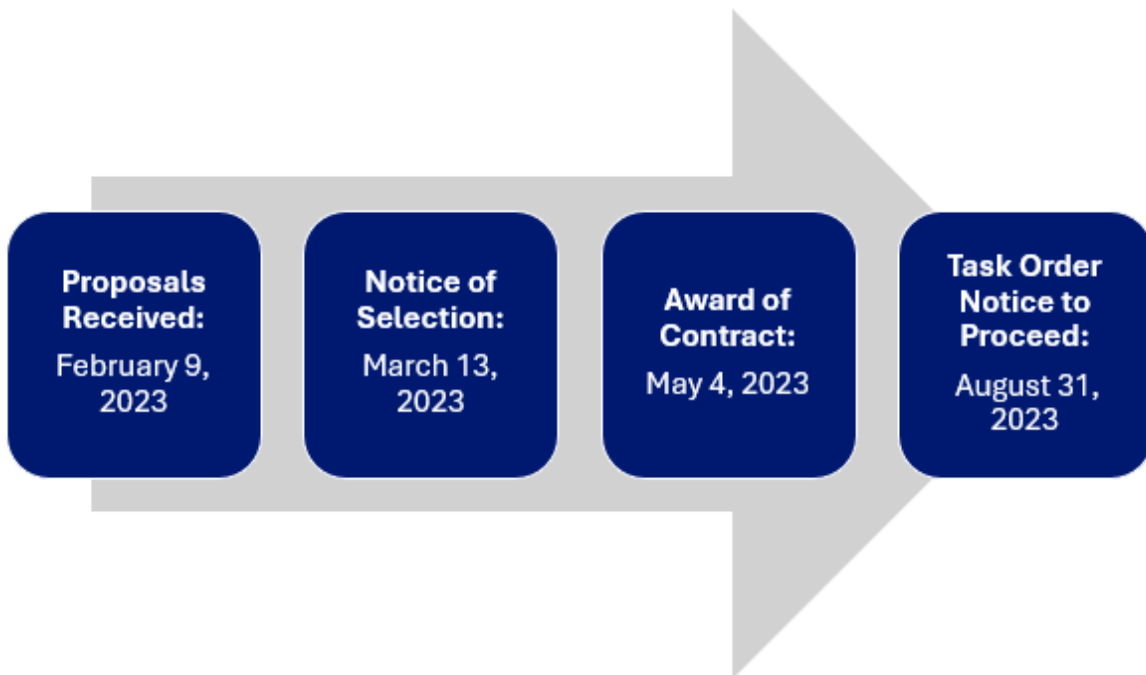 Proposals
Received:
February 9,
2023
Notice of
Selection:
March 13,
2023
Award of
Contract:
May 4, 2023
Task Order
Notice to
Proceed:
August 31,
2023